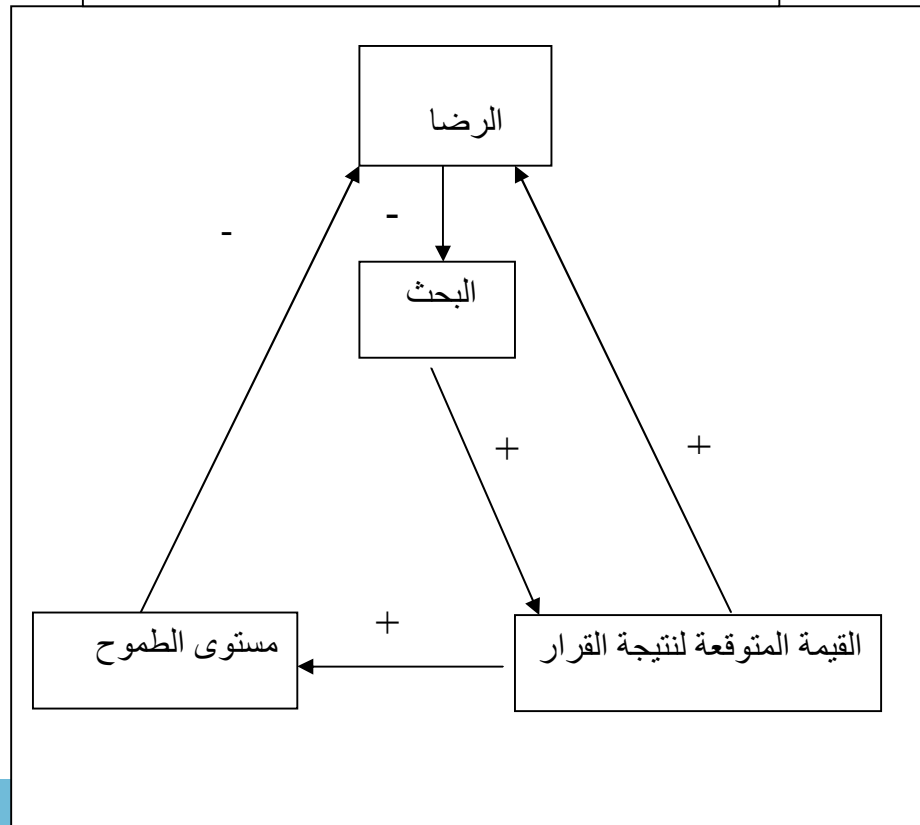 الرضا
-
-
البحث
+
+
+
مستوى الطموح
القيمة المتوقعة لنتيجة القرار